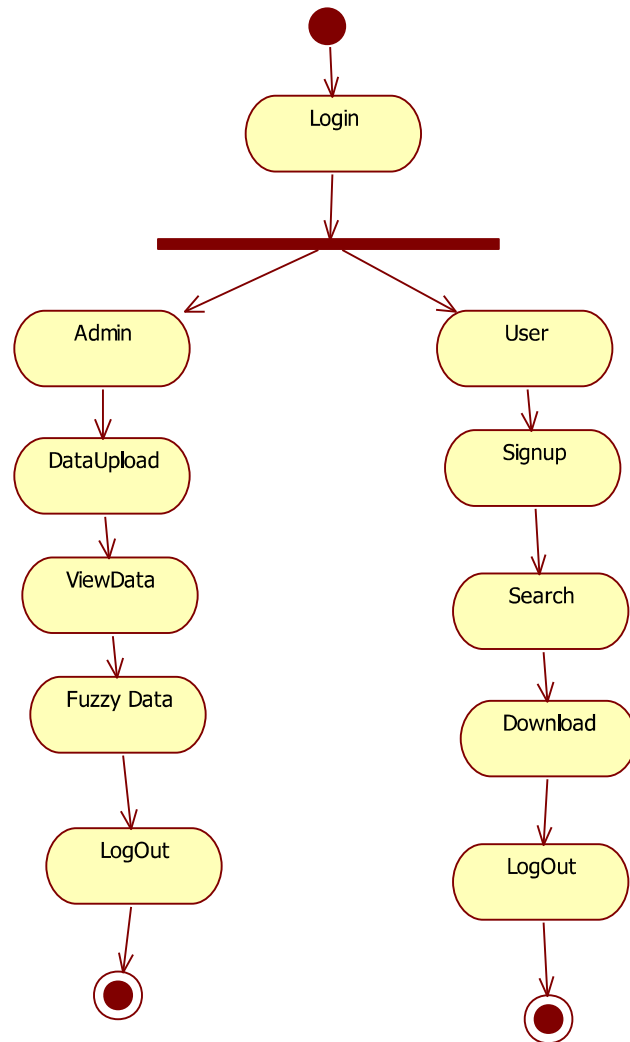 Login
Admin
User
DataUpload
Signup
ViewData
Search
Fuzzy Data
Download
LogOut
LogOut